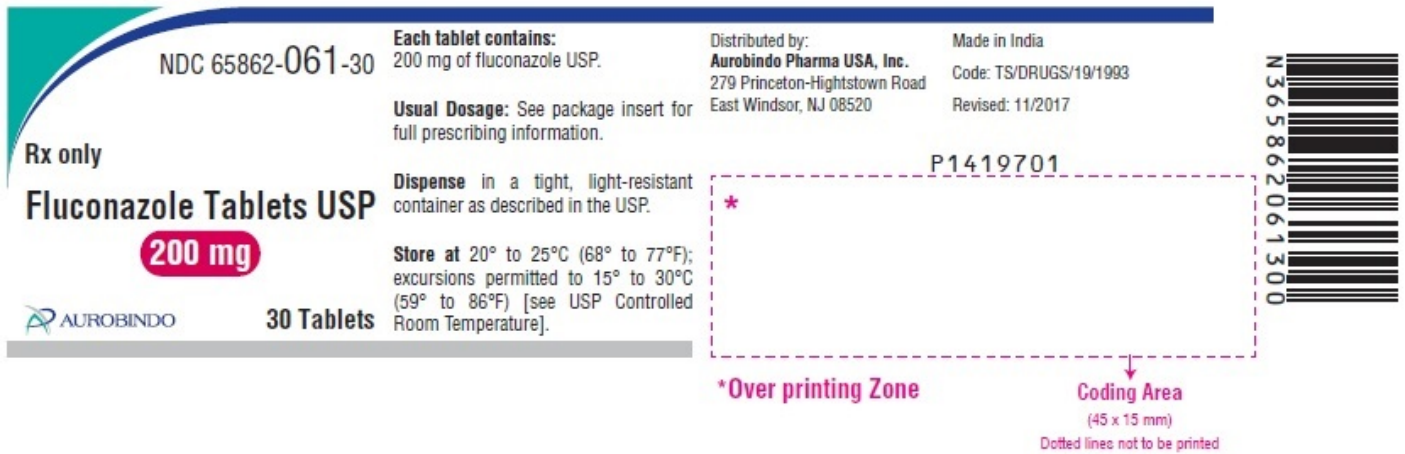 NDC 65862-061-30
Rx only
Fluconazole Tablets USP
200 mg
AUROBINDO
30 Tablets
Each tablet contains:
200 mg of fluconazole USP.
Usual Dosage: See package insert for
full prescribing information.
Dispense in a tight, light-resistant
container as described in the USP.
Store at 20° to 25°C (68° to 77°F);
excursions permitted to 15° to 30°C
(59° to 86°F) [see USP Controlled
Room Temperature].
Distributed by:
Aurobindo Pharma USA, Inc.
279 Princeton-Hightstown Road
East Windsor, NJ 08520
Made in India
Code: TS/DRUGS/19/1993
Revised: 11/2017
P1419701
*
*Over printing Zone
Coding Area
(45 x 15 mm)
Dotted lines not to be printed
N365862061300